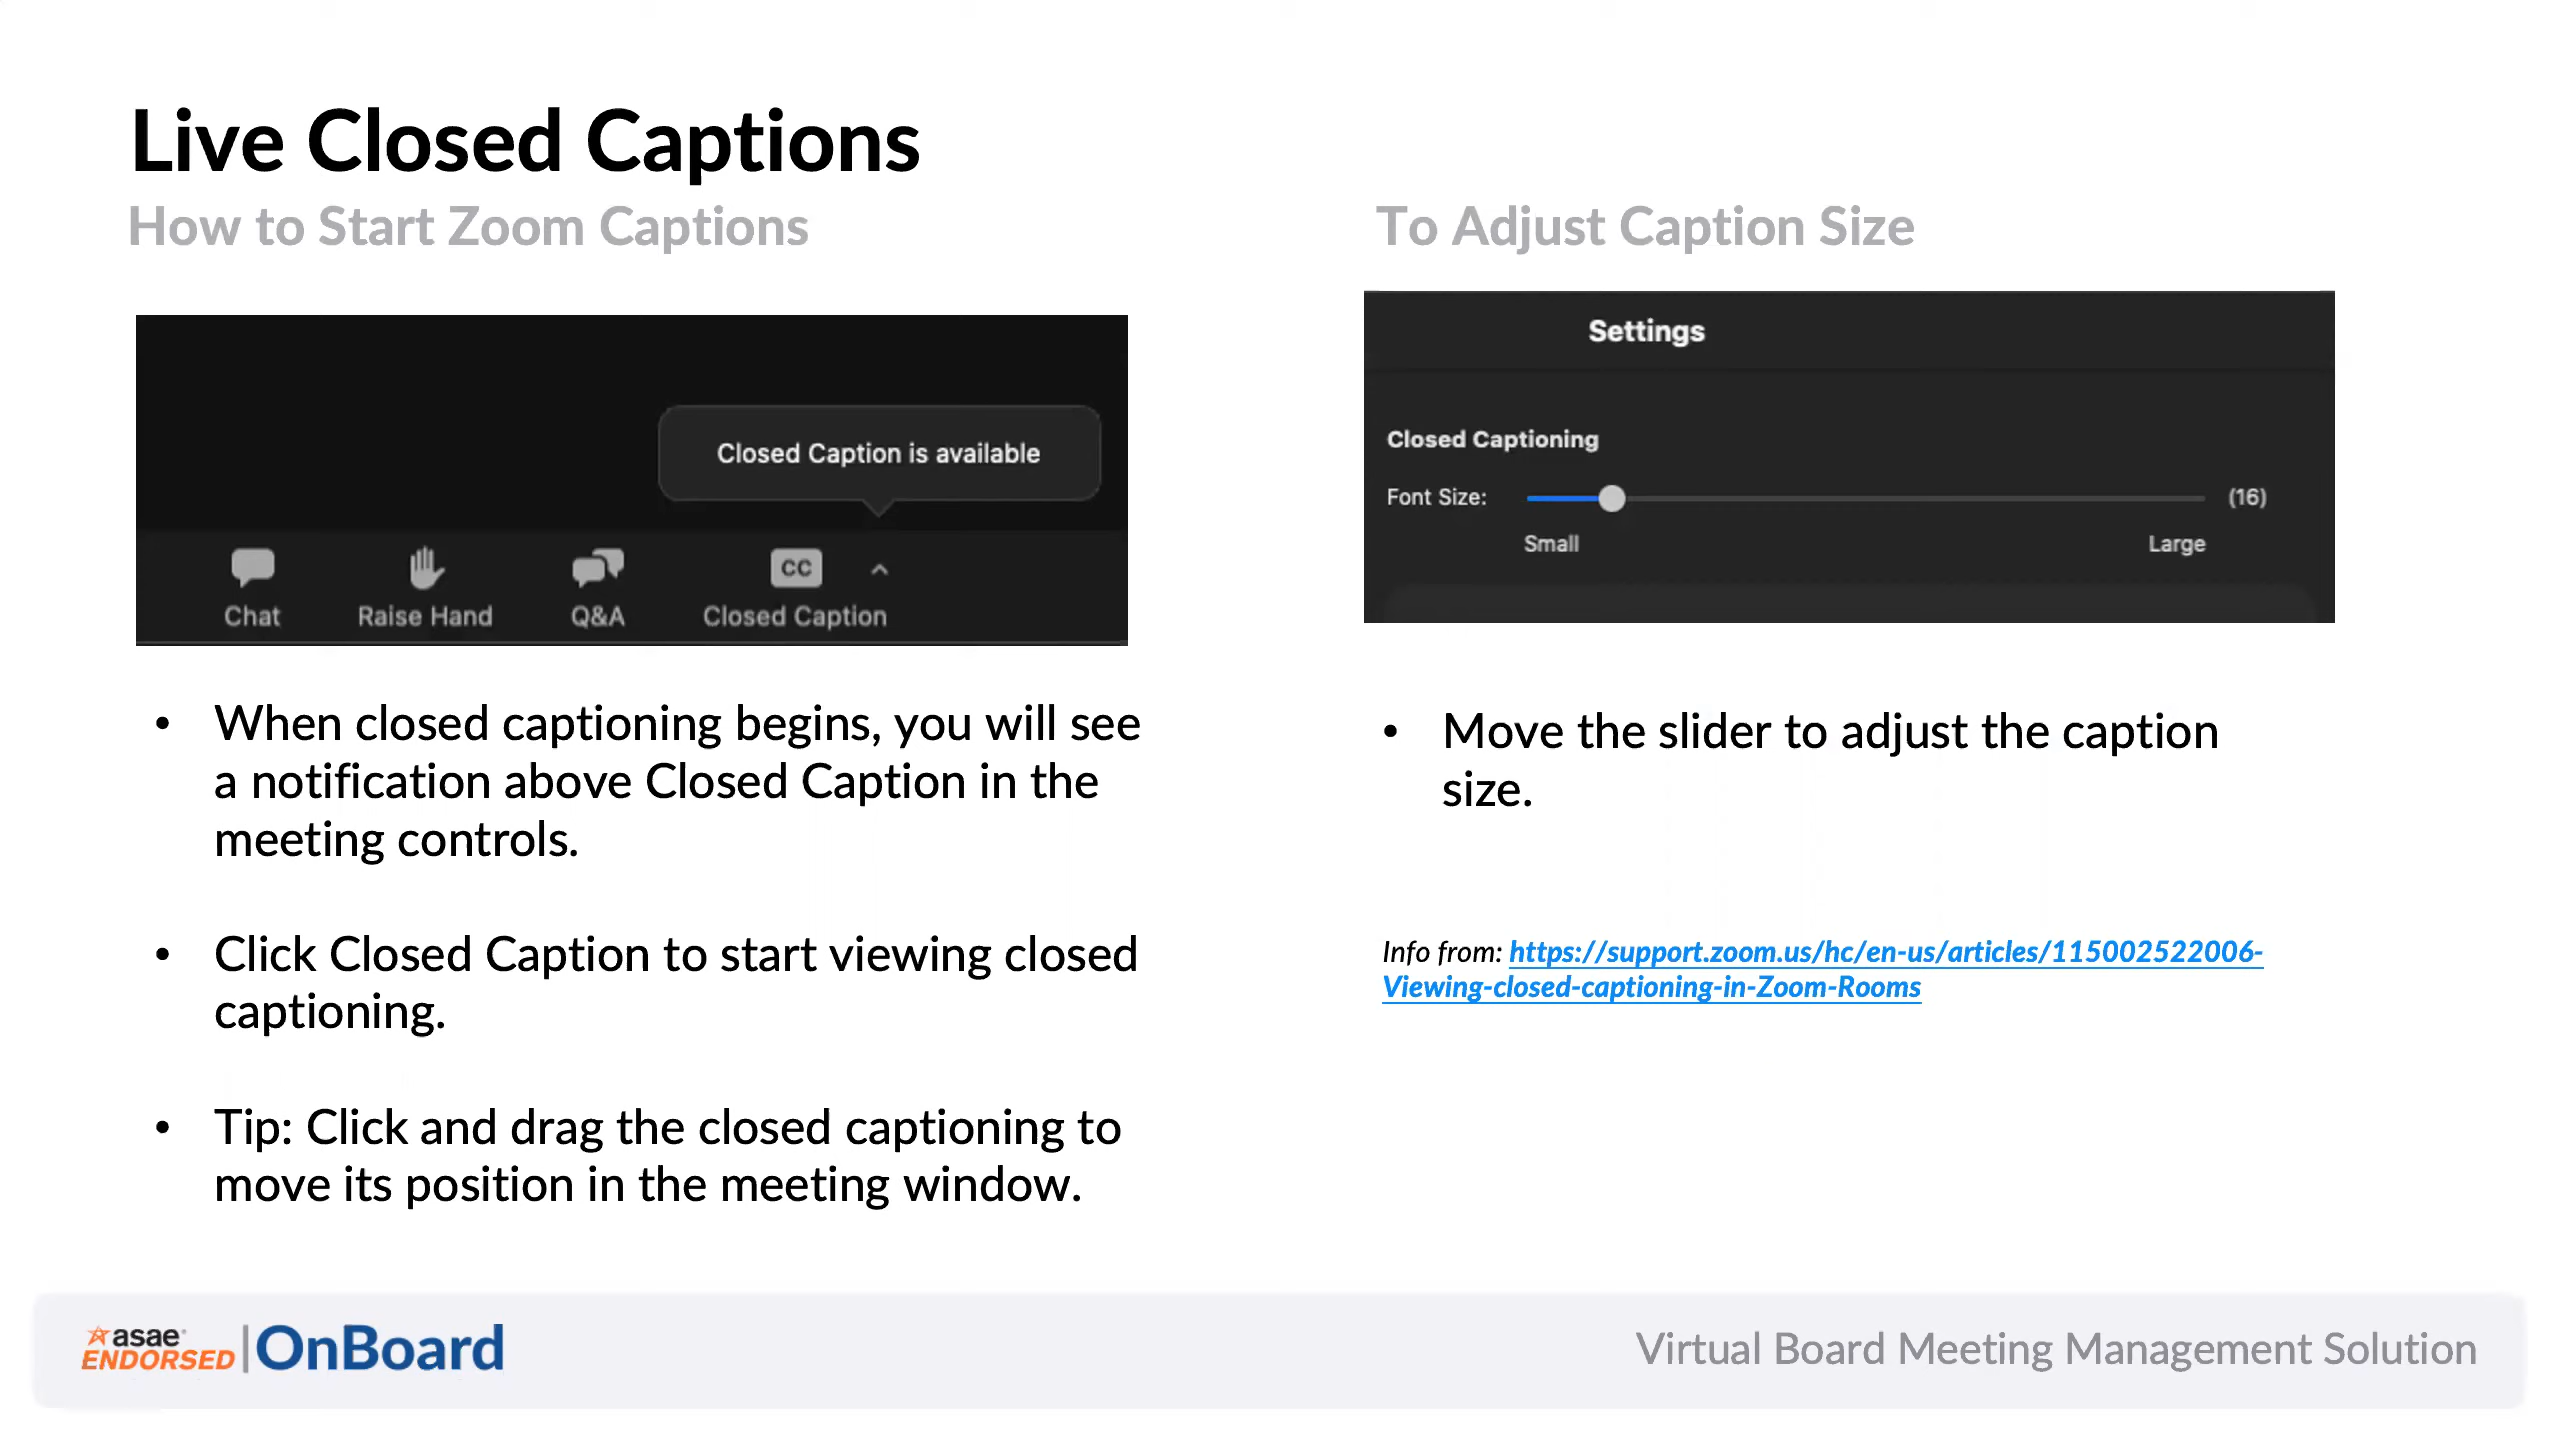 Live Closed Captions
How to Start Zoom Captions
Closed Caption is available
Chat
Raise Hand
Q&A
CC
Closed Caption
• When closed captioning begins, you will see
a notification above Closed Caption in the
meeting controls.
• Click Closed Caption to start viewing closed
captioning.
• Tip: Click and drag the closed captioning to
move its position in the meeting window.
To Adjust Caption Size
Settings
Closed Captioning
Font Size:
(16)
Small
Large
• Move the slider to adjust the caption
size.
Info from: https://support.zoom.us/hc/en-us/articles/115002522006-
Viewing-closed-captioning-in-Zoom-Rooms
asae
ENDORSED
OnBoard
Virtual Board Meeting Management Solution